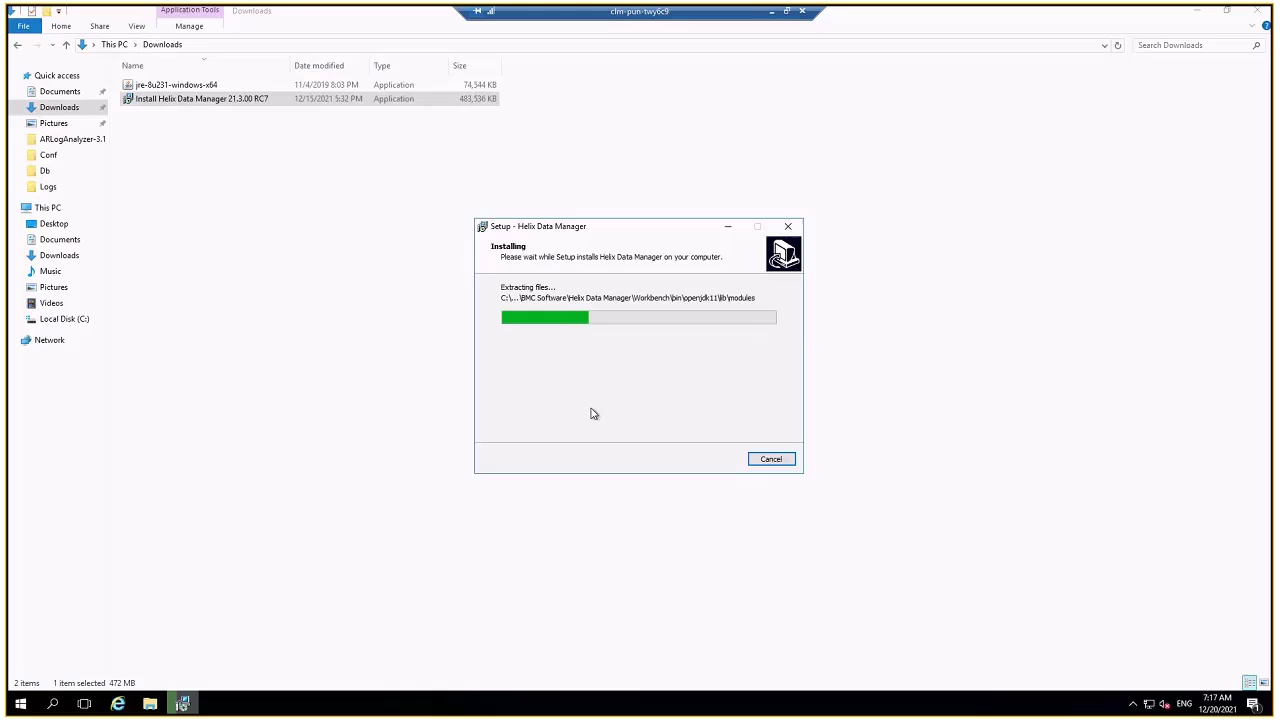 Application Tools
Downloads
clm-pun-twy6c9
File
Home
Share
View
Manage
This PC
Downloads
Search Downloads
Name
Date modified
Type
Size
jre-8u231-windows-x64
11/4/2019 8:03 PM
Application
74,544 KB
Install Helix Data Manager 21.3.00 RC7
12/15/2021 5:32 PM
Application
483,536 KB
Quick access
Documents
Downloads
Pictures
ARLogAnalyzer-3.1
Conf
Db
Logs
This PC
Desktop
Documents
Downloads
Music
Pictures
Videos
Local Disk (C:)
Network
Setup - Helix Data Manager
Installing
Please wait while Setup installs Helix Data Manager on your computer.
Extracting files...
C:\...\BMC Software\Helix Data Manager\Workbench\bin\openjdk11\lib\modules
Cancel
2 items
1 item selected 472 MB
ENG
7:17 AM
12/20/2021